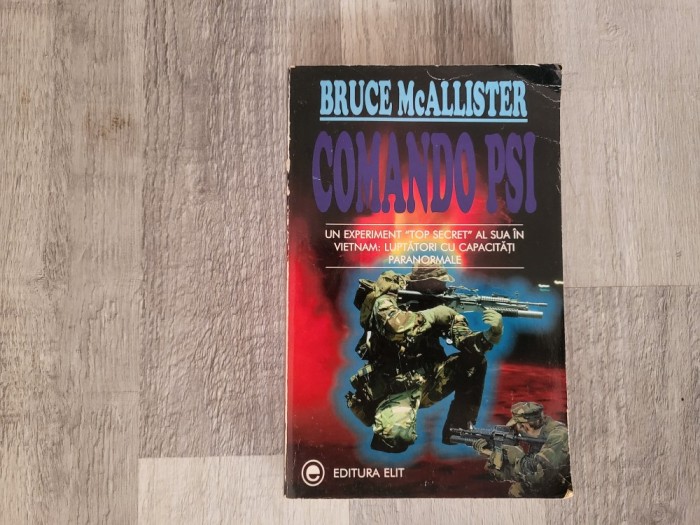 BRUCE McALLISTER
COMANDO PSI
UN EXPERIMENT "TOP SECRET" AL SUA ÎN
VIETNAM: LUPTĂTORI CU CAPACITĂȚI
PARANORMALE
e EDITURA ELIT